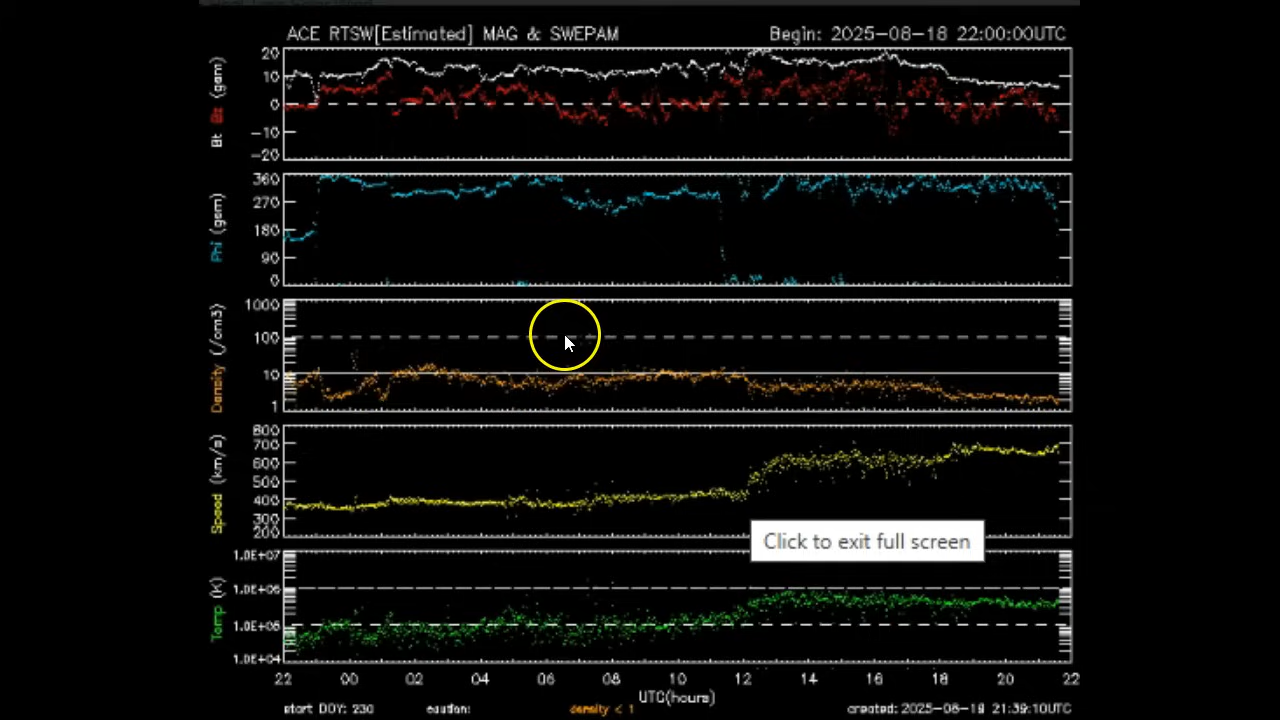 ACE RTSW[Estimated] MAG & SWEPAM
Begin: 2025-08-18 22:00:00UTC
Bt Bz (gsm)
20
10
0
-10
-20
Phi (gsm)
360
270
180
90
0
Density (/cm3)
1000
100
10
1
Speed (km/s)
800
700
600
500
400
300
200
Click to exit full screen
Temp (K)
1.0E+07
1.0E+06
1.0E+05
1.0E+04
22 00 02 04 06 08 10 12 14 16 18 20 22
UTC(hours)
start DOY: 230
caution:
density < 1
created: 2025-08-19 21:39:10UTC